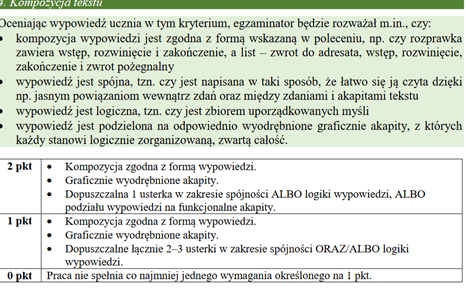 4. Kompozycja tekstu
Oceniając wypowiedź ucznia w tym kryterium, egzaminator będzie rozważał m.in., czy:
• kompozycja wypowiedzi jest zgodna z formą wskazaną w poleceniu, np. czy rozprawka
zawiera wstęp, rozwinięcie i zakończenie, a list – zwrot do adresata, wstęp, rozwinięcie,
zakończenie i zwrot pożegnalny
• wypowiedź jest spójna, tzn. czy jest napisana w taki sposób, że łatwo się ją czyta dzięki
np. jasnym powiązaniom wewnątrz zdań oraz między zdaniami i akapitami tekstu
• wypowiedź jest logiczna, tzn. czy jest zbiorem uporządkowanych myśli
• wypowiedź jest podzielona na odpowiednio wyodrębnione graficznie akapity, z których
każdy stanowi logicznie zorganizowaną, zwartą całość.
2 pkt • Kompozycja zgodna z formą wypowiedzi.
• Graficznie wyodrębnione akapity.
• Dopuszczalna 1 usterka w zakresie spójności ALBO logiki wypowiedzi, ALBO
podziału wypowiedzi na funkcjonalne akapity.
1 pkt • Kompozycja zgodna z formą wypowiedzi.
• Graficznie wyodrębnione akapity.
• Dopuszczalne łącznie 2–3 usterki w zakresie spójności ORAZ/ALBO logiki
wypowiedzi.
0 pkt Praca nie spełnia co najmniej jednego wymagania określonego na 1 pkt.